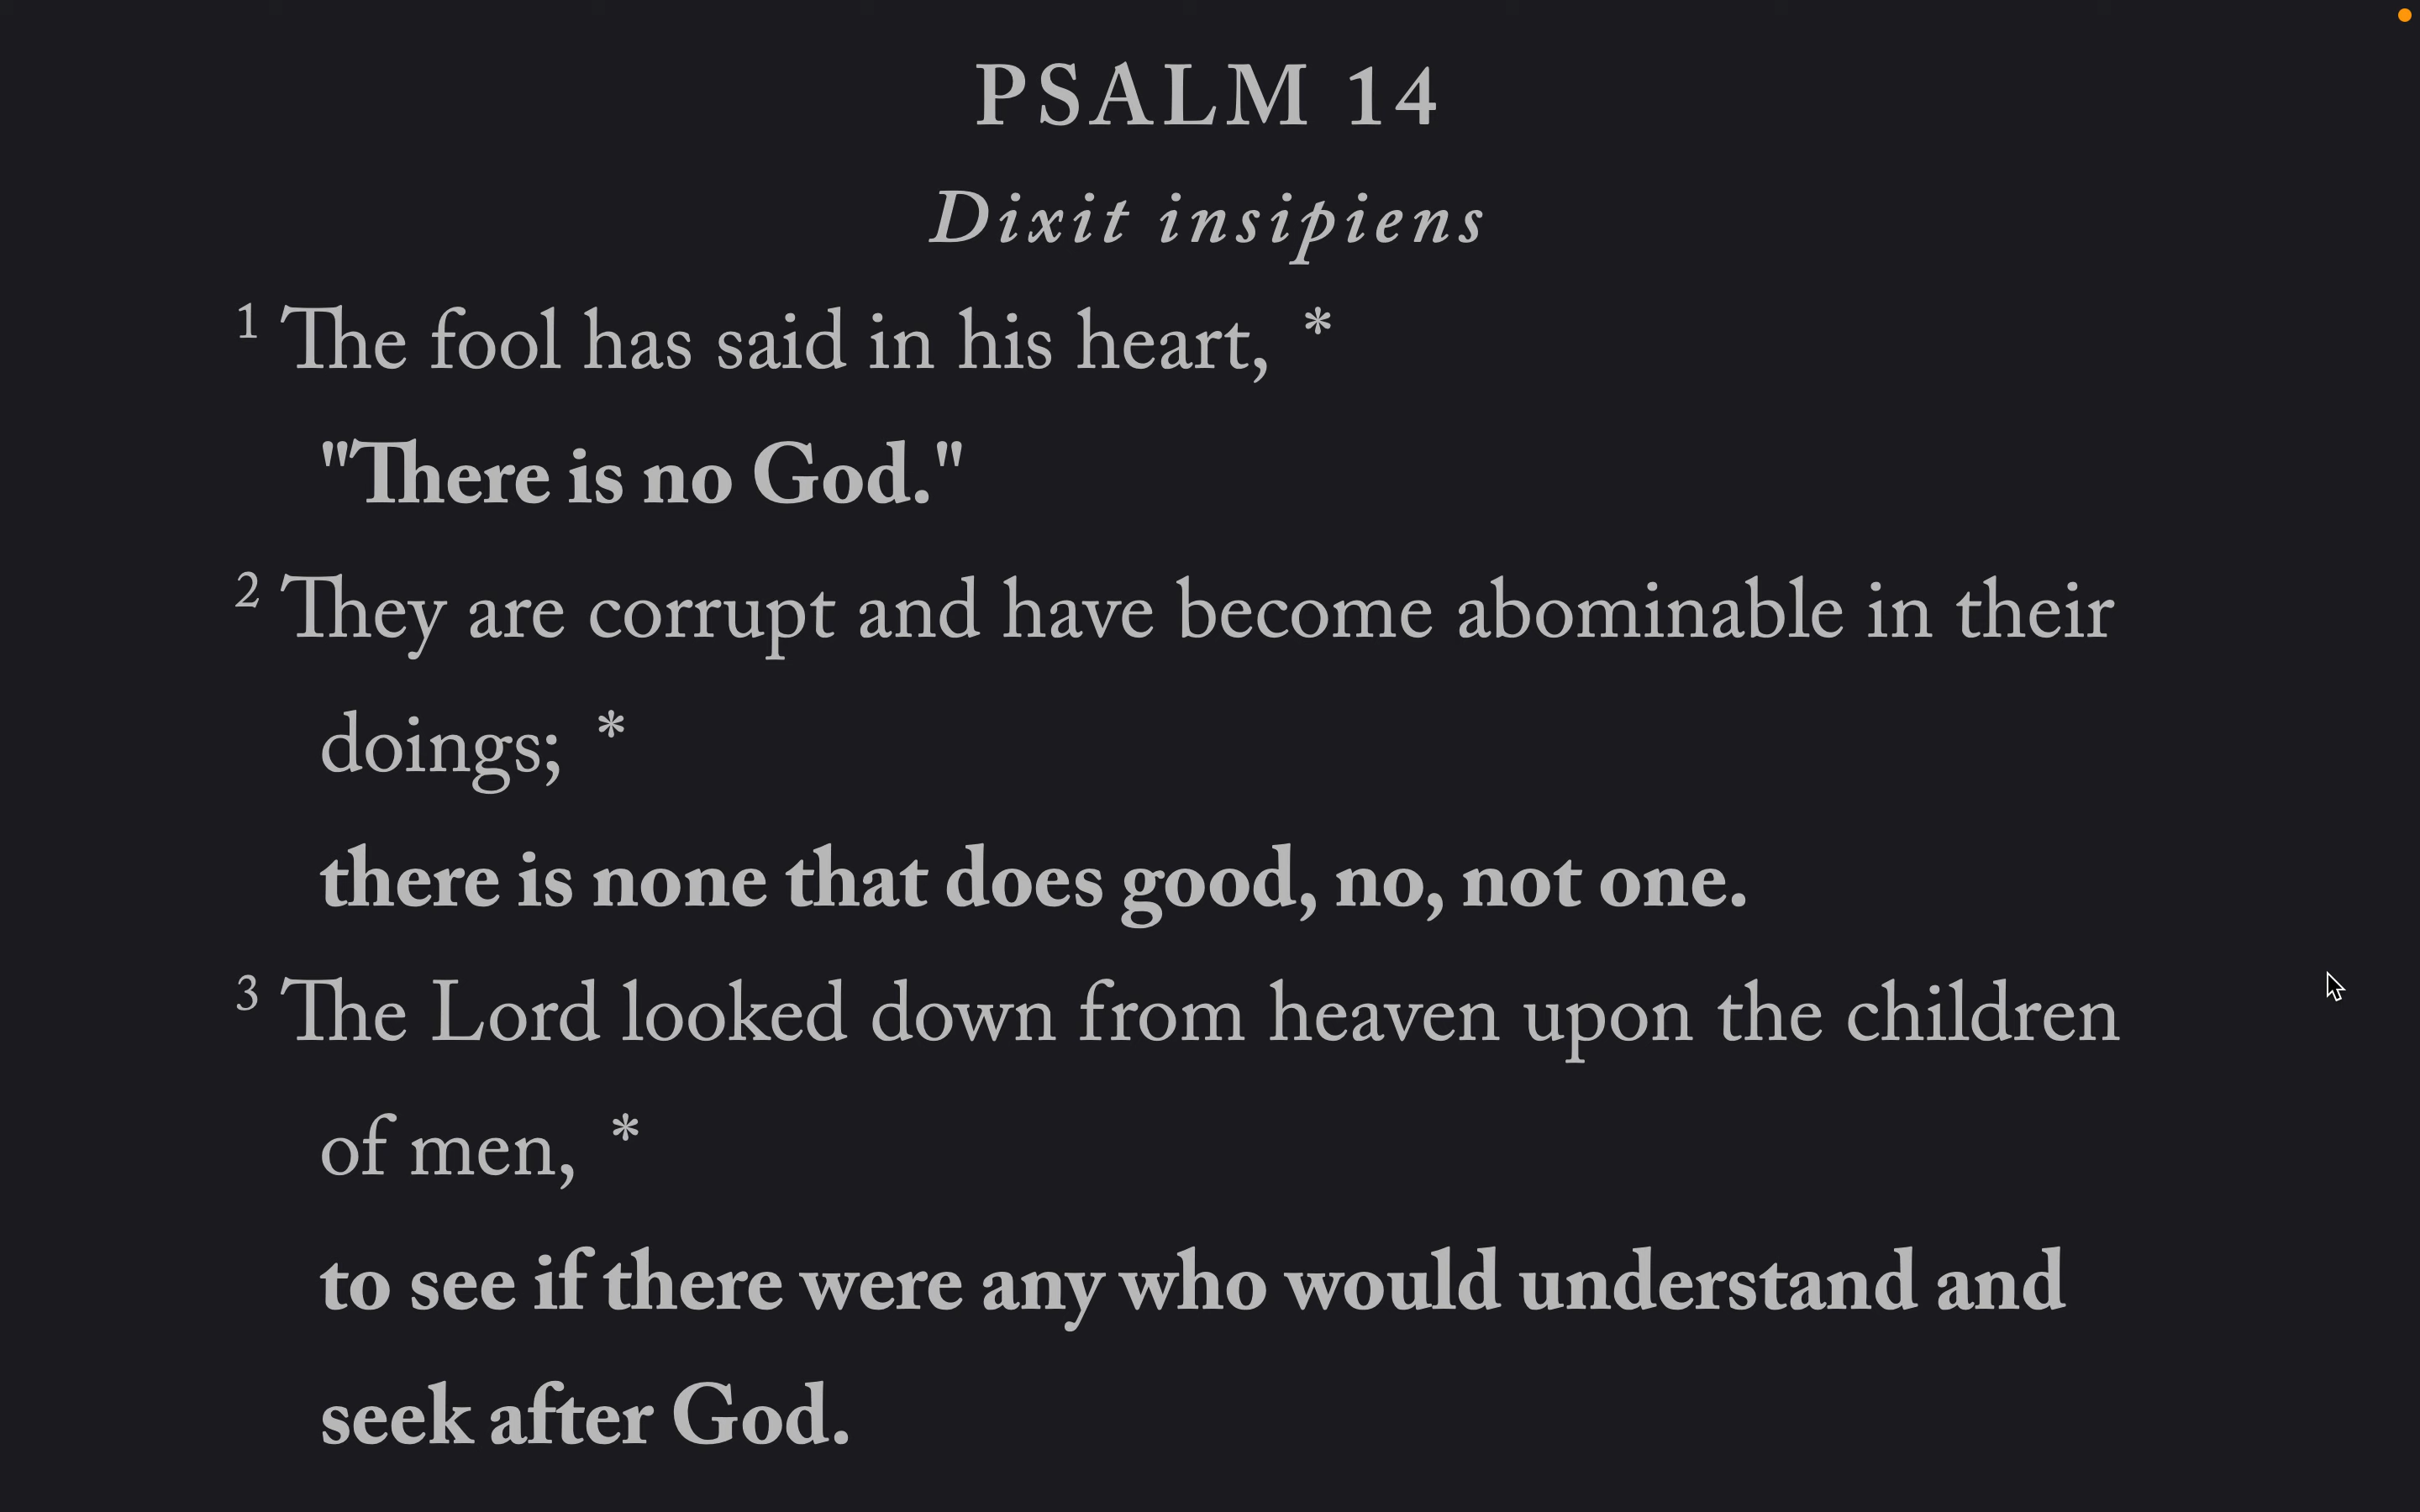 PSALM 14
Dixit insipiens
1 The fool has said in his heart, *
"There is no God."
2 They are corrupt and have become abominable in their
doings; *
there is none that does good, no, not one.
3 The Lord looked down from heaven upon the children
of men, *
to see if there were any who would understand and
seek after God.